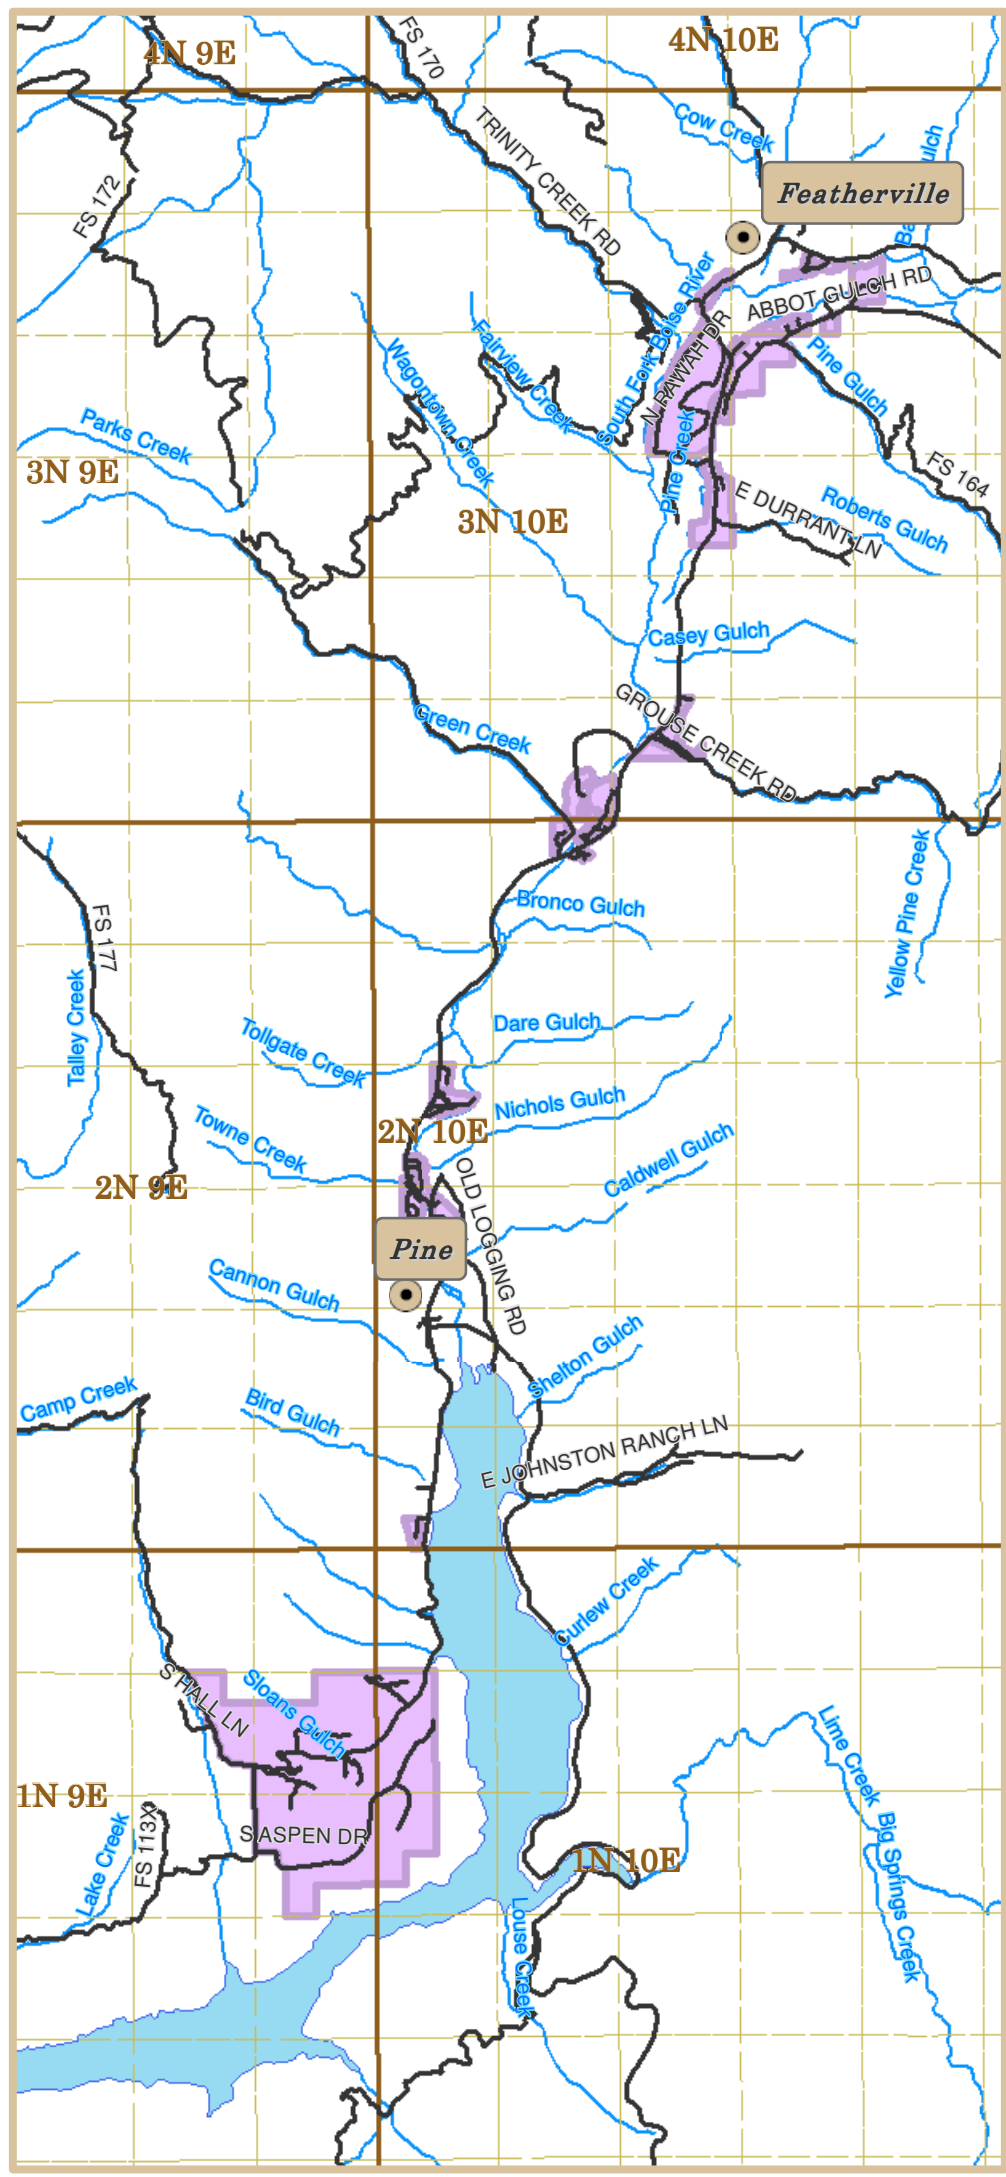 4N 9E
FS 170
4N 10E
TRINITY CREEK RD
Cow Creek
FS 172
Featherville
ABBOT GULCH RD
South Fork Boise River
N RAWAH DR
Fairview Creek
Wagontown Creek
Pine Gulch
Parks Creek
3N 9E
Pine Creek
FS 164
3N 10E
E DURRANT LN
Roberts Gulch
Casey Gulch
GROUSE CREEK RD
Green Creek
Yellow Pine Creek
Bronco Gulch
FS 177
Talley Creek
Dare Gulch
Tollgate Creek
Nichols Gulch
Towne Creek
2N 10E
Caldwell Gulch
2N 9E
OLD LOGGING RD
Pine
Cannon Gulch
Shelton Gulch
Camp Creek
Bird Gulch
E JOHNSTON RANCH LN
Curlew Creek
S HALL LN
Sloans Gulch
Lime Creek
1N 9E
Lake Creek
FS 113X
S ASPEN DR
1N 10E
Big Springs Creek
Louse Creek